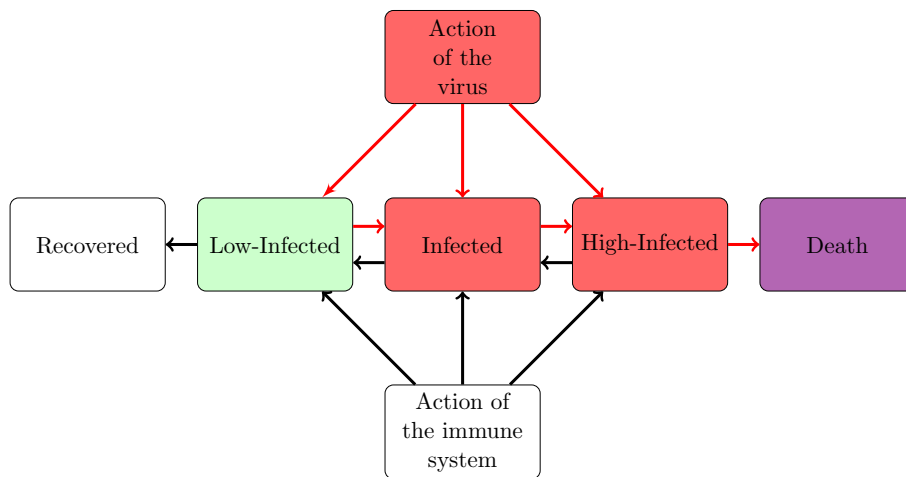 Action
of the
virus
Recovered
Low-Infected
Infected
High-Infected
Death
Action of
the immune
system